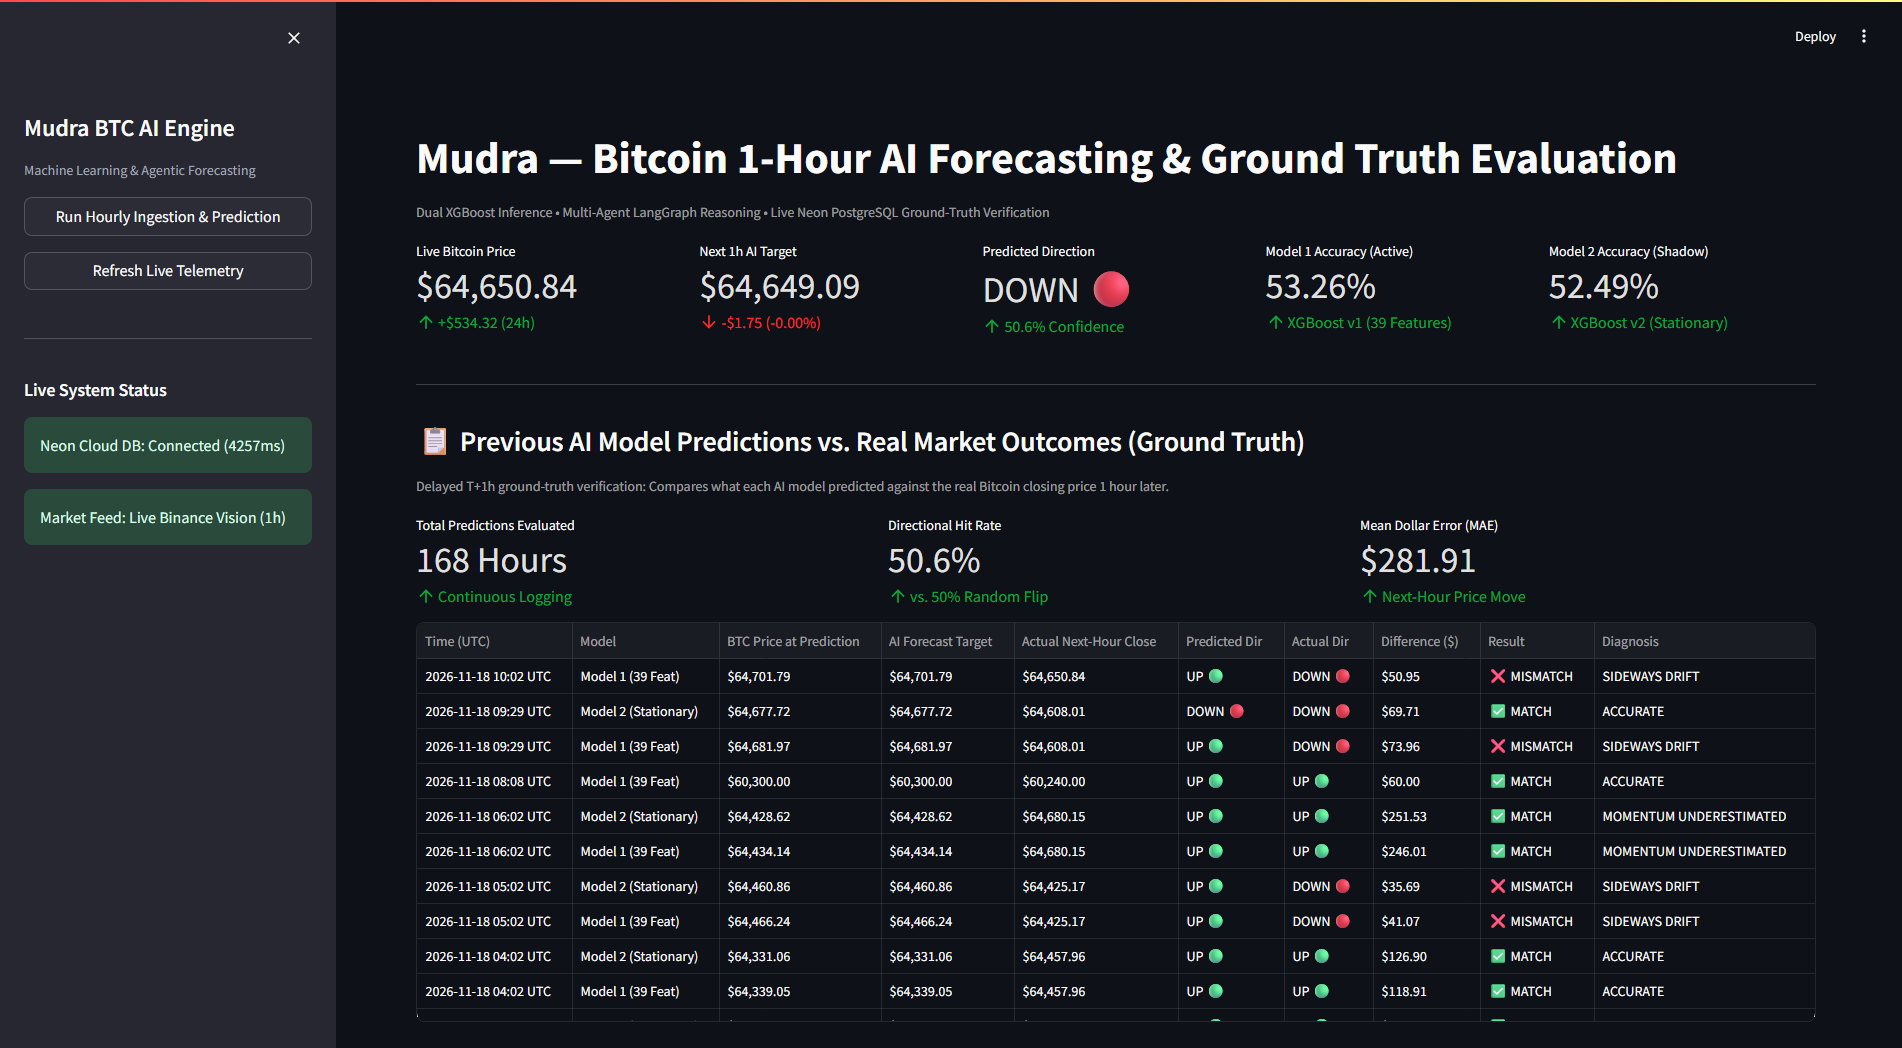 Deploy
Mudra BTC AI Engine
Machine Learning & Agentic Forecasting
Run Hourly Ingestion & Prediction
Refresh Live Telemetry
Live System Status
Neon Cloud DB: Connected (4257ms)
Market Feed: Live Binance Vision (1h)
Mudra — Bitcoin 1-Hour AI Forecasting & Ground Truth Evaluation
Dual XGBoost Inference • Multi-Agent LangGraph Reasoning • Live Neon PostgreSQL Ground-Truth Verification
Live Bitcoin Price
$64,650.84
+$534.32 (24h)
Next 1h AI Target
$64,649.09
-$1.75 (-0.00%)
Predicted Direction
DOWN
50.6% Confidence
Model 1 Accuracy (Active)
53.26%
XGBoost v1 (39 Features)
Model 2 Accuracy (Shadow)
52.49%
XGBoost v2 (Stationary)
Previous AI Model Predictions vs. Real Market Outcomes (Ground Truth)
Delayed T+1h ground-truth verification: Compares what each AI model predicted against the real Bitcoin closing price 1 hour later.
Total Predictions Evaluated
168 Hours
Continuous Logging
Directional Hit Rate
50.6%
vs. 50% Random Flip
Mean Dollar Error (MAE)
$281.91
Next-Hour Price Move
Time (UTC) Model BTC Price at Prediction AI Forecast Target Actual Next-Hour Close Predicted Dir Actual Dir Difference ($) Result Diagnosis
2026-11-18 10:02 UTC Model 1 (39 Feat) $64,701.79 $64,701.79 $64,650.84 UP DOWN $50.95 MISMATCH SIDEWAYS DRIFT
2026-11-18 09:29 UTC Model 2 (Stationary) $64,677.72 $64,677.72 $64,608.01 DOWN DOWN $69.71 MATCH ACCURATE
2026-11-18 09:29 UTC Model 1 (39 Feat) $64,681.97 $64,681.97 $64,608.01 UP DOWN $73.96 MISMATCH SIDEWAYS DRIFT
2026-11-18 08:08 UTC Model 1 (39 Feat) $60,300.00 $60,300.00 $60,240.00 UP UP $60.00 MATCH ACCURATE
2026-11-18 06:02 UTC Model 2 (Stationary) $64,428.62 $64,428.62 $64,680.15 UP UP $251.53 MATCH MOMENTUM UNDERESTIMATED
2026-11-18 06:02 UTC Model 1 (39 Feat) $64,434.14 $64,434.14 $64,680.15 UP UP $246.01 MATCH MOMENTUM UNDERESTIMATED
2026-11-18 05:02 UTC Model 2 (Stationary) $64,460.86 $64,460.86 $64,425.17 UP DOWN $35.69 MISMATCH SIDEWAYS DRIFT
2026-11-18 05:02 UTC Model 1 (39 Feat) $64,466.24 $64,466.24 $64,425.17 UP DOWN $41.07 MISMATCH SIDEWAYS DRIFT
2026-11-18 04:02 UTC Model 2 (Stationary) $64,331.06 $64,331.06 $64,457.96 UP UP $126.90 MATCH ACCURATE
2026-11-18 04:02 UTC Model 1 (39 Feat) $64,339.05 $64,339.05 $64,457.96 UP UP $118.91 MATCH ACCURATE